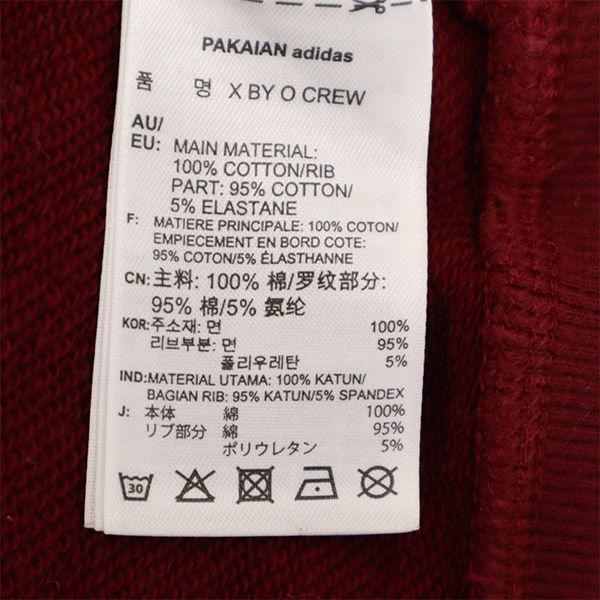 PAKAIAN adidas
품 명 X BY O CREW
AU/
EU: MAIN MATERIAL:
100% COTTON/RIB
PART: 95% COTTON/
5% ELASTANE
F: MATIERE PRINCIPALE: 100% COTON/
EMPIECEMENT EN BORD COTE:
95% COTON/5% ÉLASTHANNE
CN: 主料: 100% 棉/罗纹部分:
95% 棉/5% 氨纶
KOR: 주소재: 면 100%
리브부분: 면 95%
폴리우레탄 5%
IND: MATERIAL UTAMA: 100% KATUN/
BAGIAN RIB: 95% KATUN/5% SPANDEX
J: 本体 綿 100%
リブ部分 綿 95%
ポリウレタン 5%
30